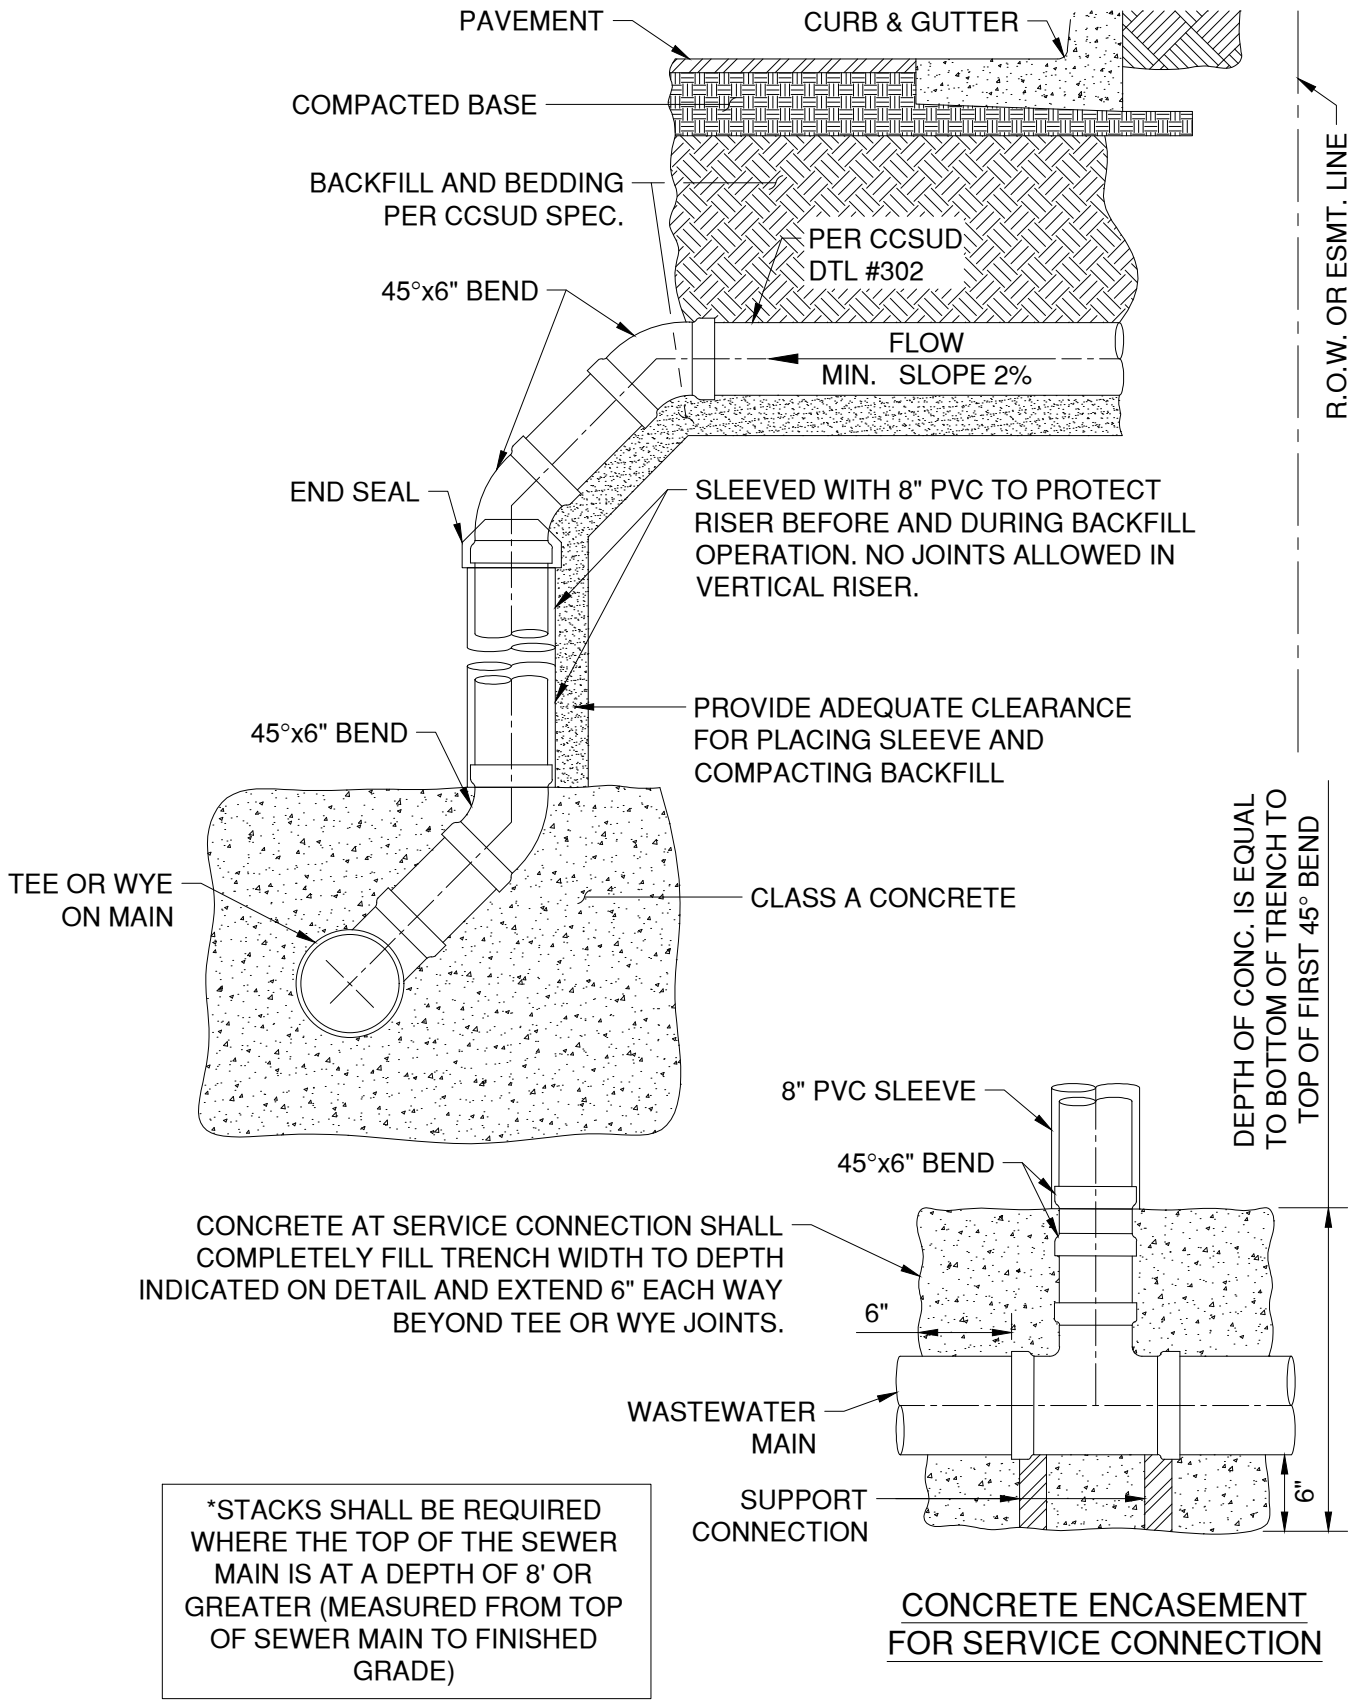 PAVEMENT
CURB & GUTTER
COMPACTED BASE
R.O.W. OR ESMT. LINE
BACKFILL AND BEDDING
PER CCSUD SPEC.
PER CCSUD
DTL #302
45°x6" BEND
FLOW
MIN. SLOPE 2%
END SEAL
SLEEVED WITH 8" PVC TO PROTECT
RISER BEFORE AND DURING BACKFILL
OPERATION. NO JOINTS ALLOWED IN
VERTICAL RISER.
PROVIDE ADEQUATE CLEARANCE
FOR PLACING SLEEVE AND
COMPACTING BACKFILL
45°x6" BEND
TEE OR WYE
ON MAIN
CLASS A CONCRETE
DEPTH OF CONC. IS EQUAL
TO BOTTOM OF TRENCH TO
TOP OF FIRST 45° BEND
8" PVC SLEEVE
45°x6" BEND
CONCRETE AT SERVICE CONNECTION SHALL
COMPLETELY FILL TRENCH WIDTH TO DEPTH
INDICATED ON DETAIL AND EXTEND 6" EACH WAY
BEYOND TEE OR WYE JOINTS.
6"
WASTEWATER
MAIN
SUPPORT
CONNECTION
6"
*STACKS SHALL BE REQUIRED
WHERE THE TOP OF THE SEWER
MAIN IS AT A DEPTH OF 8' OR
GREATER (MEASURED FROM TOP
OF SEWER MAIN TO FINISHED
GRADE)
CONCRETE ENCASEMENT
FOR SERVICE CONNECTION